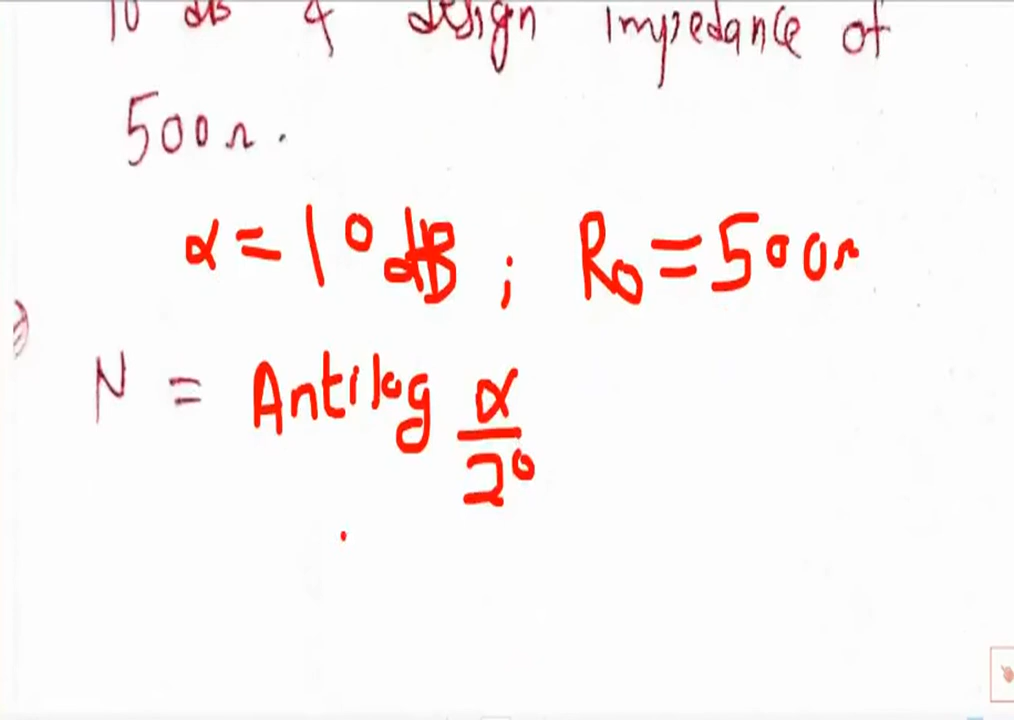 10 dB & design impedance of
500Ω.
α = 10 dB ; R₀ = 500Ω
⇒
N = Antilog α/20